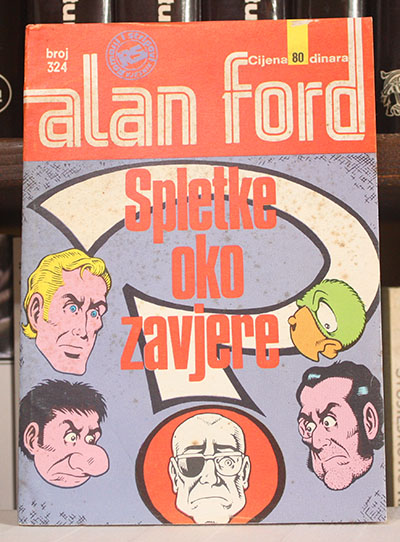 broj
324
Cijena 80 dinara
alan ford
Spletke
oko
zavjere